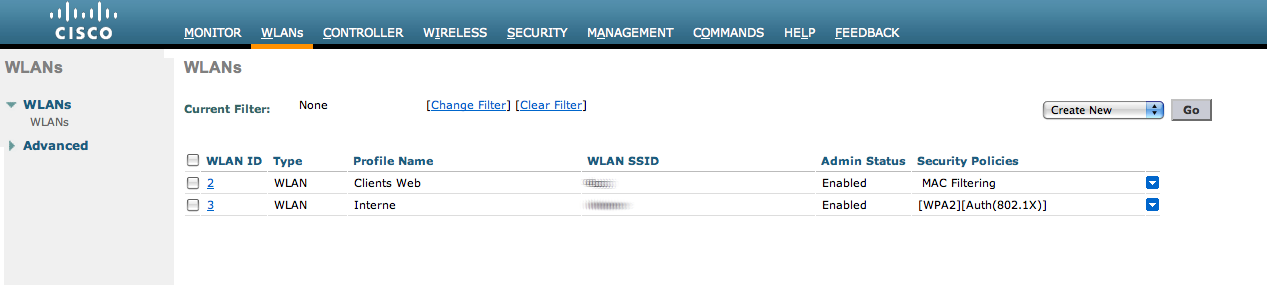 CISCO
MONITOR WLANs CONTROLLER WIRELESS SECURITY MANAGEMENT COMMANDS HELP FEEDBACK
WLANs
WLANs
WLANs
Advanced
WLANs
Current Filter: None [Change Filter] [Clear Filter]
Create New Go
WLAN ID Type Profile Name WLAN SSID Admin Status Security Policies
2 WLAN Clients Web Enabled MAC Filtering
3 WLAN Interne Enabled [WPA2][Auth(802.1X)]